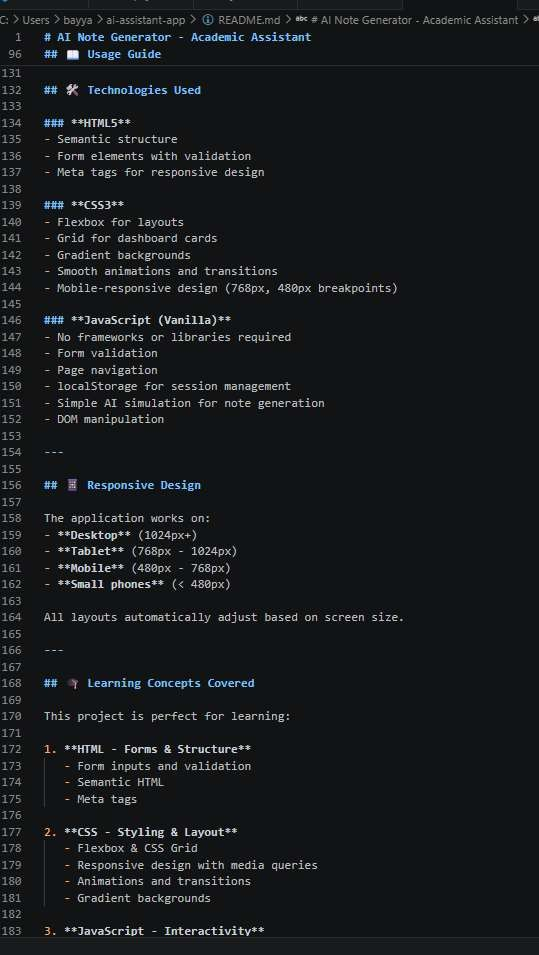 C: > Users > bayya > ai-assistant-app > README.md > # AI Note Generator - Academic Assistant >
1 # AI Note Generator - Academic Assistant
96 ## 📖 Usage Guide
131
132 ## 🛠 Technologies Used
133
134 ### **HTML5**
135 - Semantic structure
136 - Form elements with validation
137 - Meta tags for responsive design
138
139 ### **CSS3**
140 - Flexbox for layouts
141 - Grid for dashboard cards
142 - Gradient backgrounds
143 - Smooth animations and transitions
144 - Mobile-responsive design (768px, 480px breakpoints)
145
146 ### **JavaScript (Vanilla)**
147 - No frameworks or libraries required
148 - Form validation
149 - Page navigation
150 - localStorage for session management
151 - Simple AI simulation for note generation
152 - DOM manipulation
153
154 ---
155
156 ## 📱 Responsive Design
157
158 The application works on:
159 - **Desktop** (1024px+)
160 - **Tablet** (768px - 1024px)
161 - **Mobile** (480px - 768px)
162 - **Small phones** (< 480px)
163
164 All layouts automatically adjust based on screen size.
165
166 ---
167
168 ## 🎓 Learning Concepts Covered
169
170 This project is perfect for learning:
171
172 1. **HTML - Forms & Structure**
173 - Form inputs and validation
174 - Semantic HTML
175 - Meta tags
176
177 2. **CSS - Styling & Layout**
178 - Flexbox & CSS Grid
179 - Responsive design with media queries
180 - Animations and transitions
181 - Gradient backgrounds
182
183 3. **JavaScript - Interactivity**